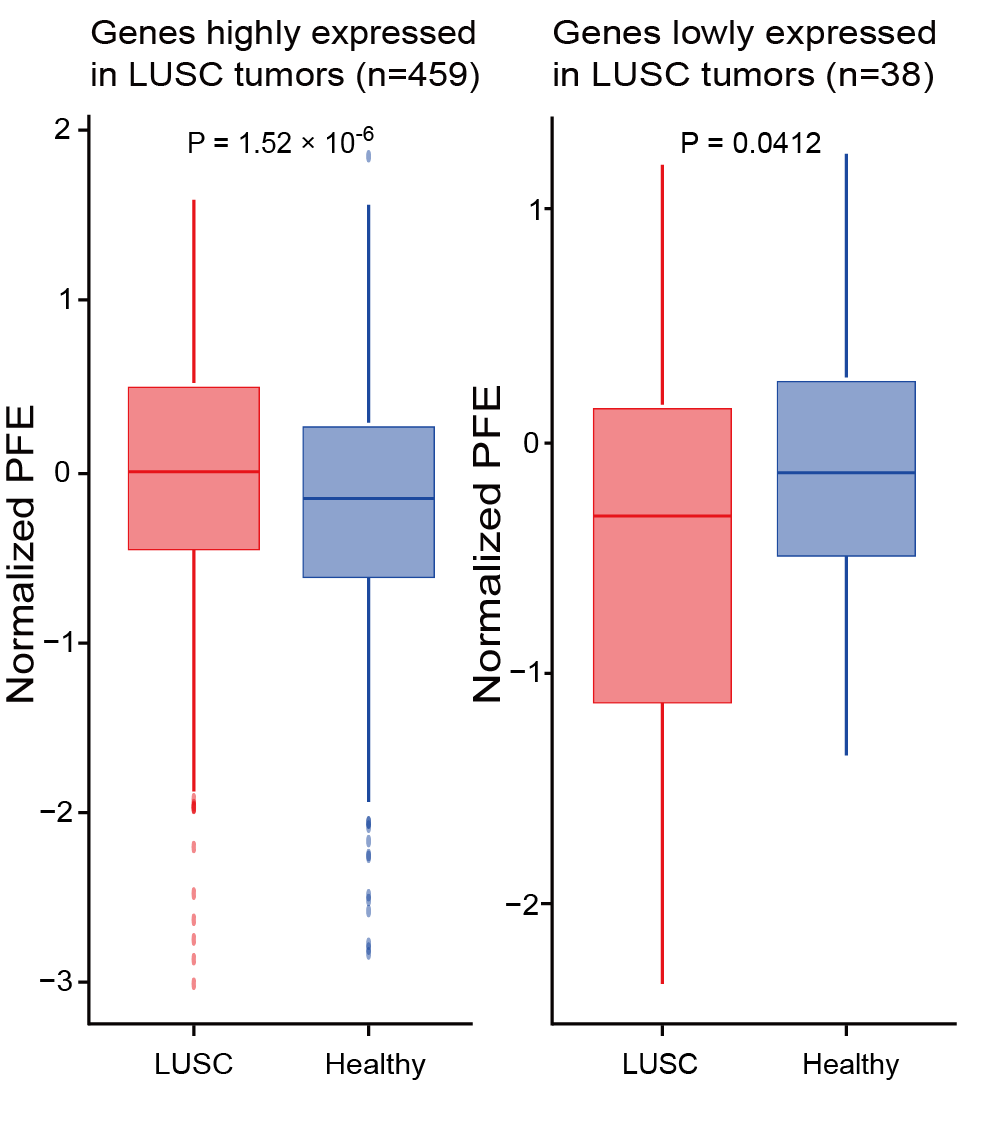 Genes highly expressed
in LUSC tumors (n=459)
P = 1.52 × 10⁻⁶
2
1
0
−1
−2
−3
Normalized PFE
LUSC
Healthy
Genes lowly expressed
in LUSC tumors (n=38)
P = 0.0412
1
0
−1
−2
Normalized PFE
LUSC
Healthy